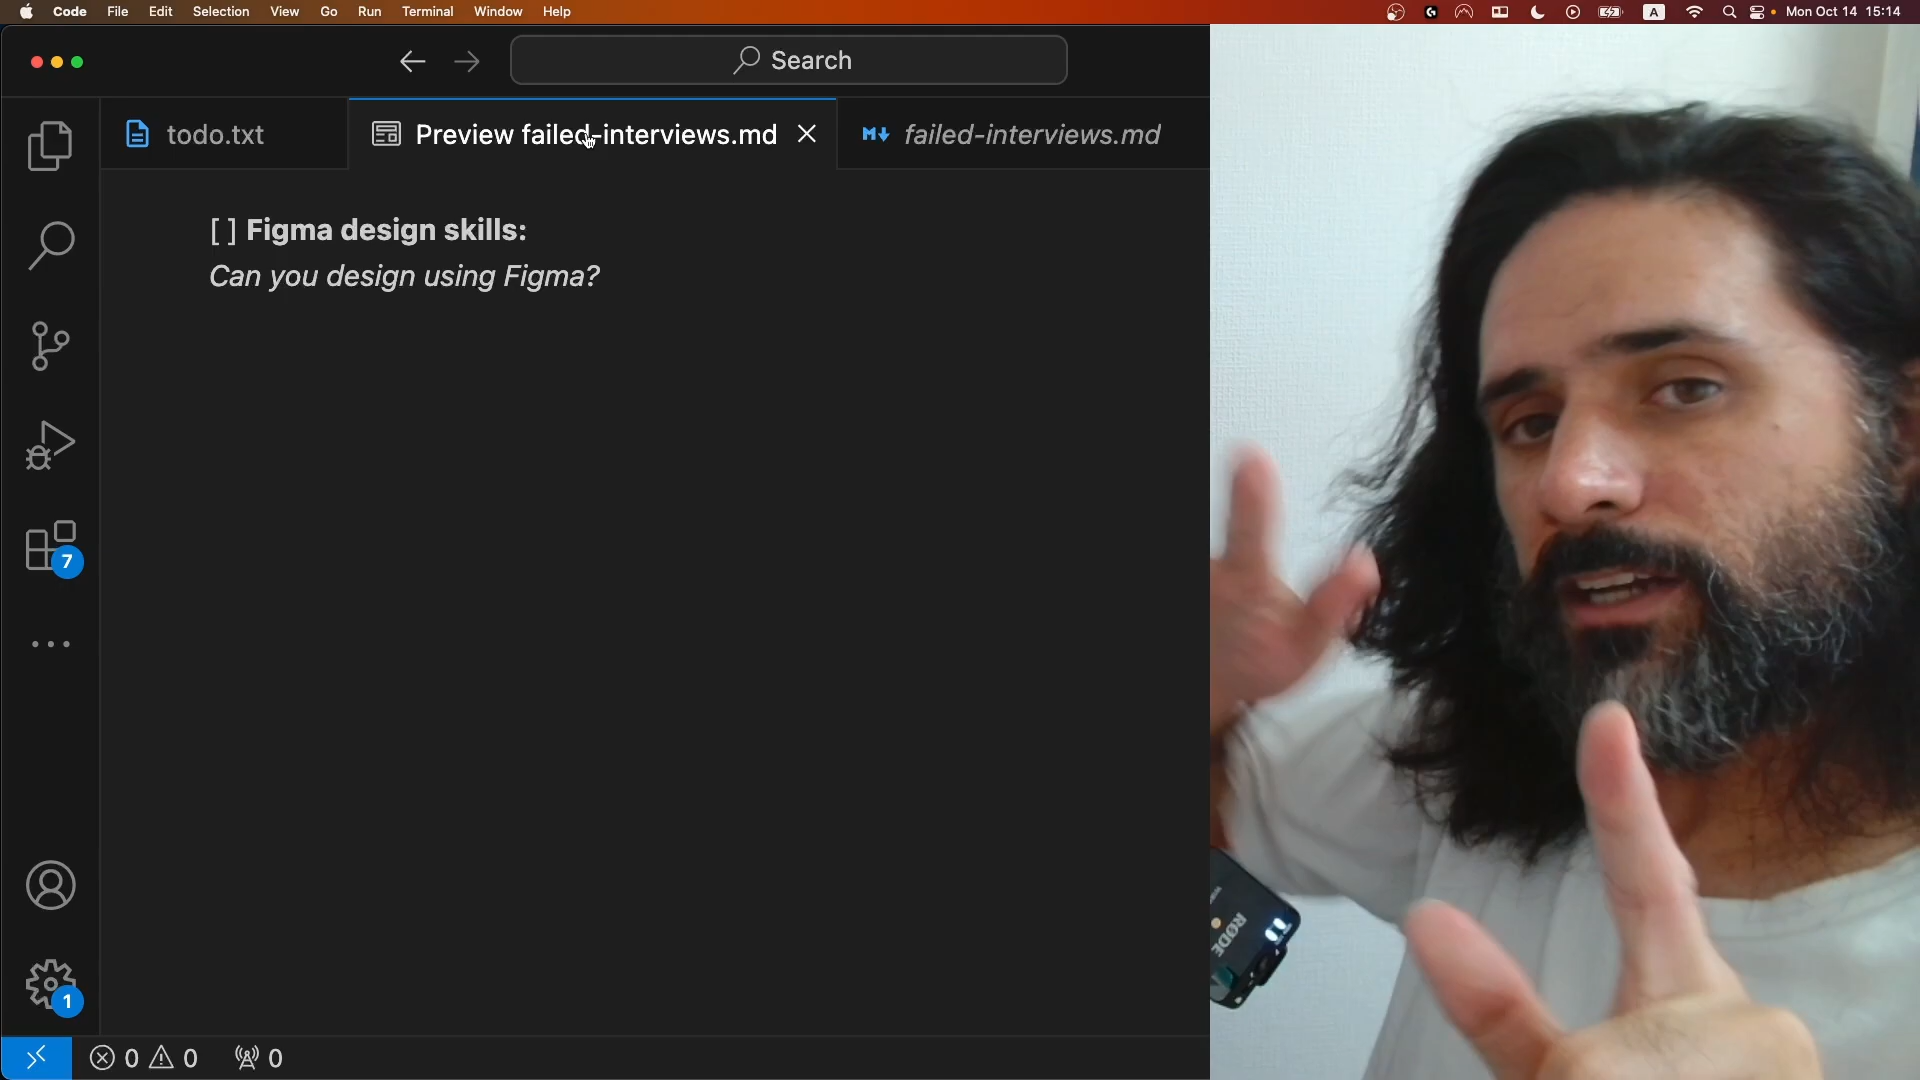 Code File Edit Selection View Go Run Terminal Window Help A Mon Oct 14 15:14
Search
todo.txt Preview failed-interviews.md failed-interviews.md
[ ] Figma design skills:
Can you design using Figma?
7
1
0 0 0
RØDE